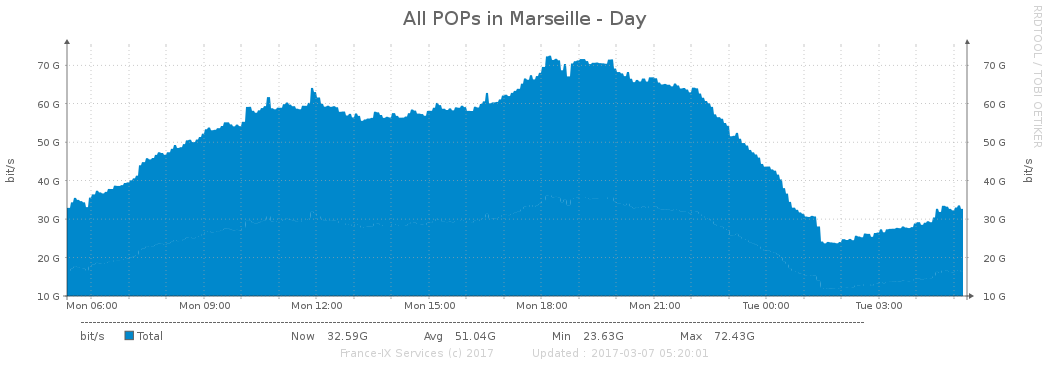 All POPs in Marseille - Day
RRDTOOL / TOBI OETIKER
bit/s
70 G
60 G
50 G
40 G
30 G
20 G
10 G
70 G
60 G
50 G
40 G
30 G
20 G
10 G
bit/s
Mon 06:00 Mon 09:00 Mon 12:00 Mon 15:00 Mon 18:00 Mon 21:00 Tue 00:00 Tue 03:00
bit/s Total Now 32.59G Avg 51.04G Min 23.63G Max 72.43G
France-IX Services (c) 2017 Updated : 2017-03-07 05:20:01